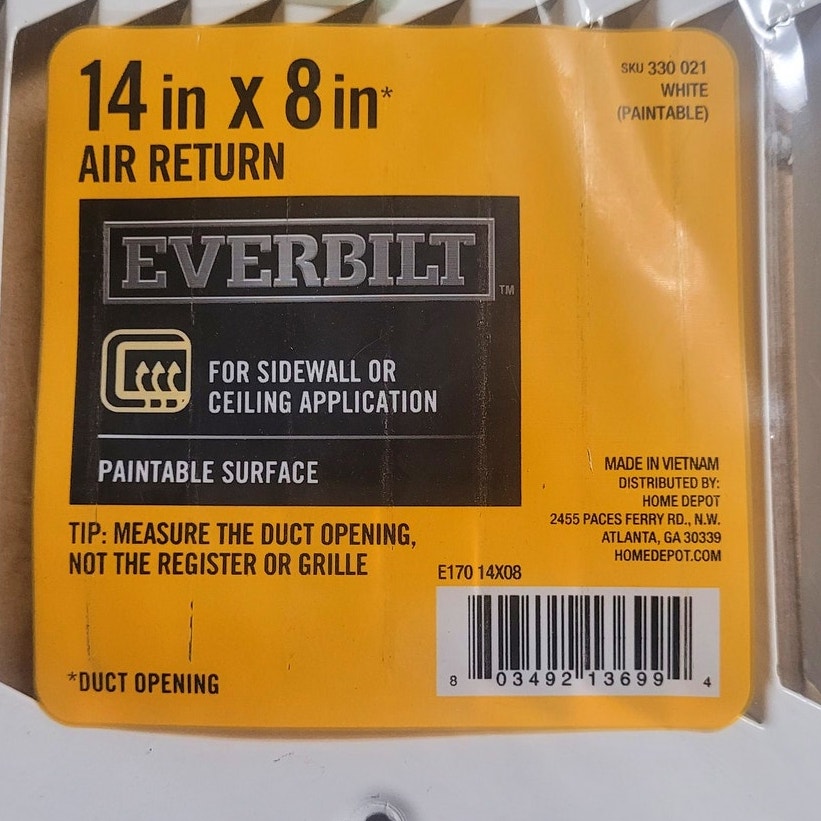 14 in x 8 in*
AIR RETURN
SKU 330 021
WHITE
(PAINTABLE)
EVERBILT™
FOR SIDEWALL OR
CEILING APPLICATION
PAINTABLE SURFACE
TIP: MEASURE THE DUCT OPENING,
NOT THE REGISTER OR GRILLE
*DUCT OPENING
MADE IN VIETNAM
DISTRIBUTED BY:
HOME DEPOT
2455 PACES FERRY RD., N.W.
ATLANTA, GA 30339
HOMEDEPOT.COM
E170 14X08
8 03492 13699 4